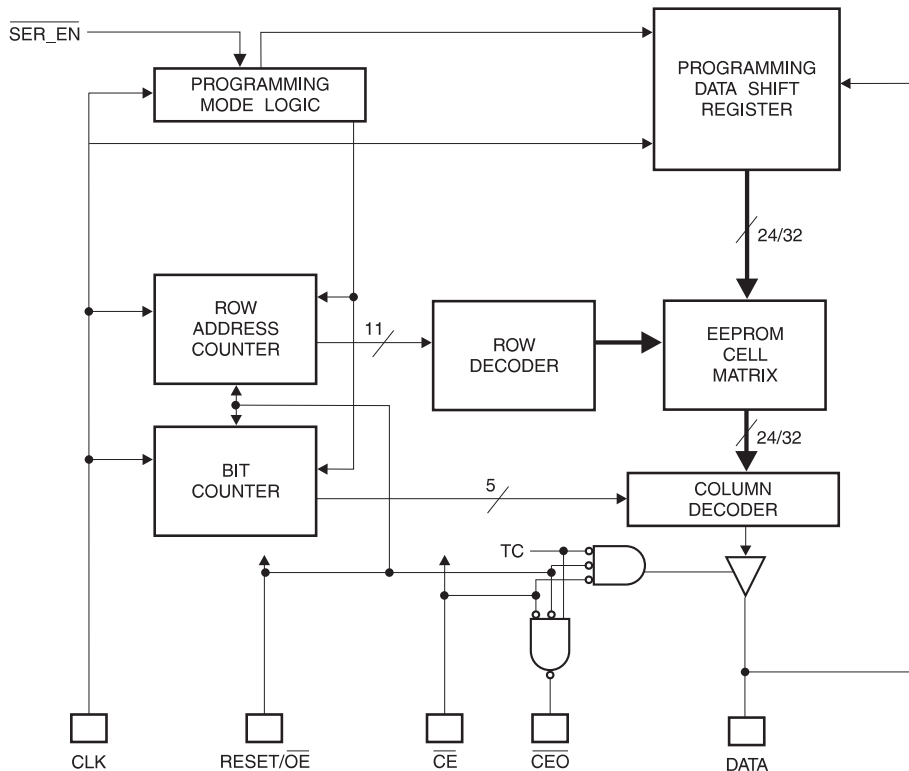 SER_EN
PROGRAMMING
MODE LOGIC
PROGRAMMING
DATA SHIFT
REGISTER
24/32
ROW
ADDRESS
COUNTER
11
ROW
DECODER
EEPROM
CELL
MATRIX
24/32
BIT
COUNTER
5
COLUMN
DECODER
TC
CLK
RESET/OE
CE
CEO
DATA